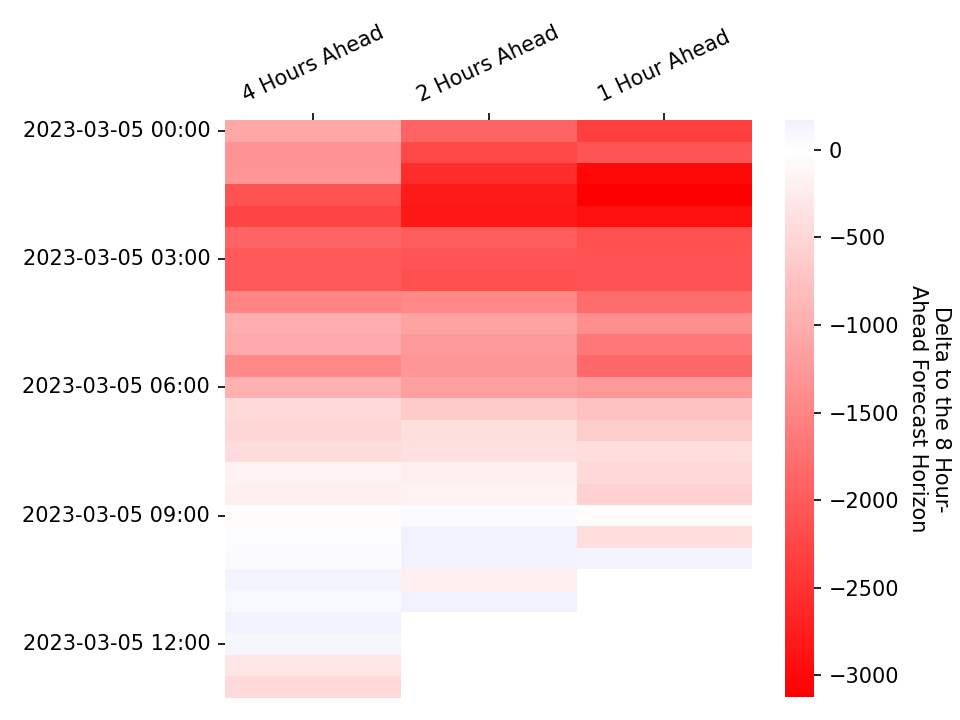 4 Hours Ahead
2 Hours Ahead
1 Hour Ahead
2023-03-05 00:00
2023-03-05 03:00
2023-03-05 06:00
2023-03-05 09:00
2023-03-05 12:00
0
−500
−1000
−1500
−2000
−2500
−3000
Delta to the 8 Hour-
Ahead Forecast Horizon